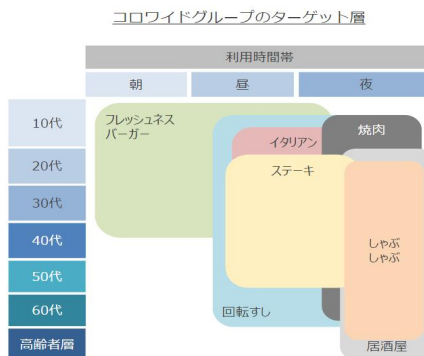 コロワイドグループのターゲット層
利用時間帯
朝 昼 夜
10代
20代
30代
40代
50代
60代
高齢者層
フレッシュネス
バーガー
イタリアン
焼肉
ステーキ
しゃぶ
しゃぶ
回転すし
居酒屋